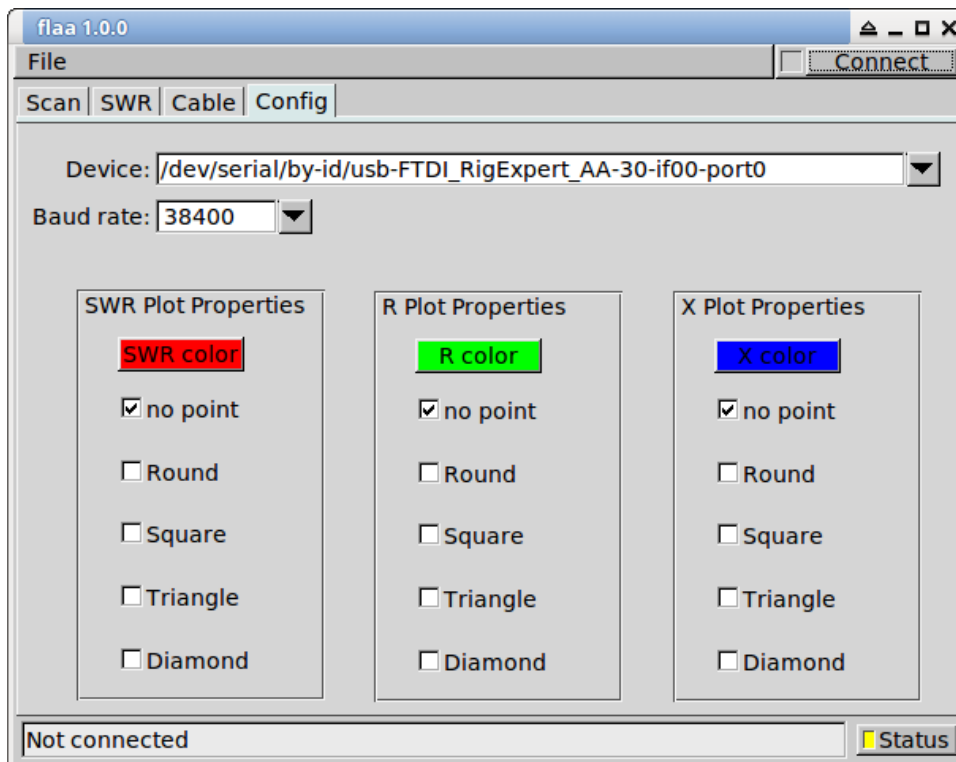 flaa 1.0.0
File
Connect
Scan SWR Cable Config
Device: /dev/serial/by-id/usb-FTDI_RigExpert_AA-30-if00-port0
Baud rate: 38400
SWR Plot Properties
SWR color
no point
Round
Square
Triangle
Diamond
R Plot Properties
R color
no point
Round
Square
Triangle
Diamond
X Plot Properties
X color
no point
Round
Square
Triangle
Diamond
Not connected
Status